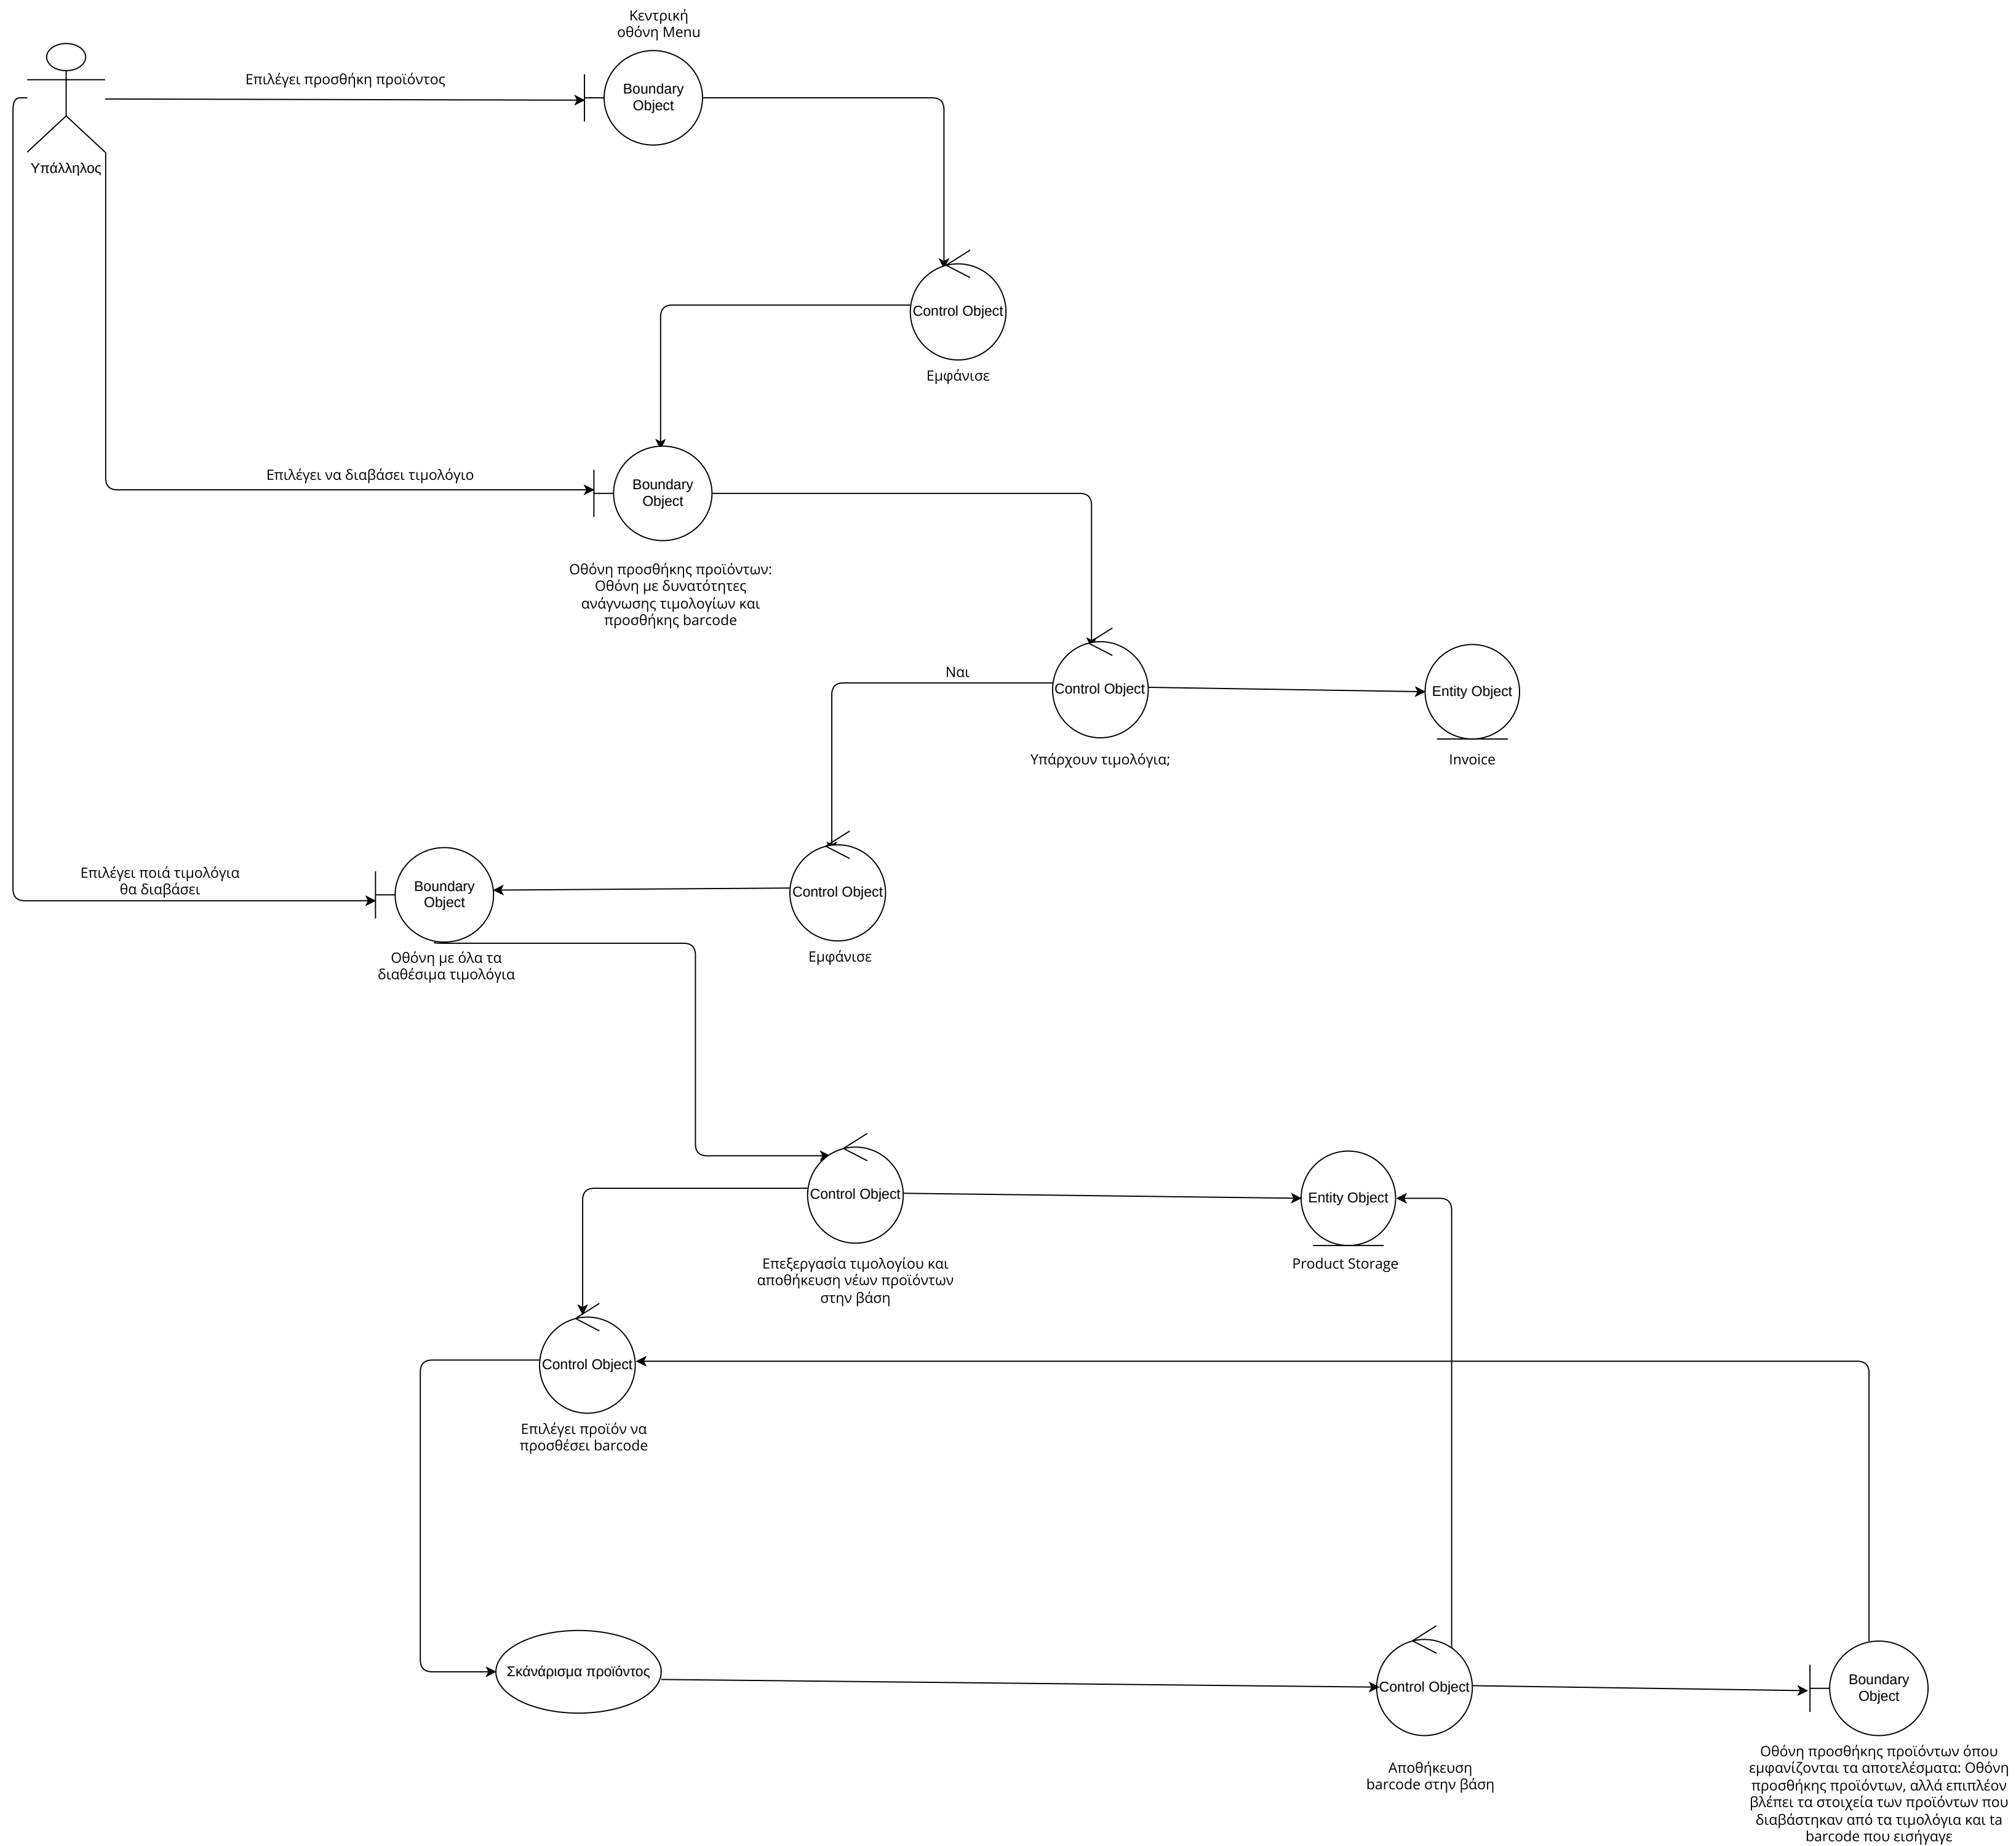 Κεντρική
οθόνη Menu
Επιλέγει προσθήκη προϊόντος
Boundary
Object
Υπάλληλος
Control Object
Εμφάνισε
Επιλέγει να διαβάσει τιμολόγιο
Boundary
Object
Οθόνη προσθήκης προϊόντων:
Οθόνη με δυνατότητες
ανάγνωσης τιμολογίων και
προσθήκης barcode
Ναι
Control Object
Entity Object
Υπάρχουν τιμολόγια;
Invoice
Επιλέγει ποιά τιμολόγια
θα διαβάσει
Boundary
Object
Control Object
Οθόνη με όλα τα
διαθέσιμα τιμολόγια
Εμφάνισε
Control Object
Entity Object
Επεξεργασία τιμολογίου και
αποθήκευση νέων προϊόντων
στην βάση
Product Storage
Control Object
Επιλέγει προϊόν να
προσθέσει barcode
Σκάνάρισμα προϊόντος
Control Object
Boundary
Object
Αποθήκευση
barcode στην βάση
Οθόνη προσθήκης προϊόντων όπου
εμφανίζονται τα αποτελέσματα: Οθόνη
προσθήκης προϊόντων, αλλά επιπλέον
βλέπει τα στοιχεία των προϊόντων που
διαβάστηκαν από τα τιμολόγια και ta
barcode που εισήγαγε